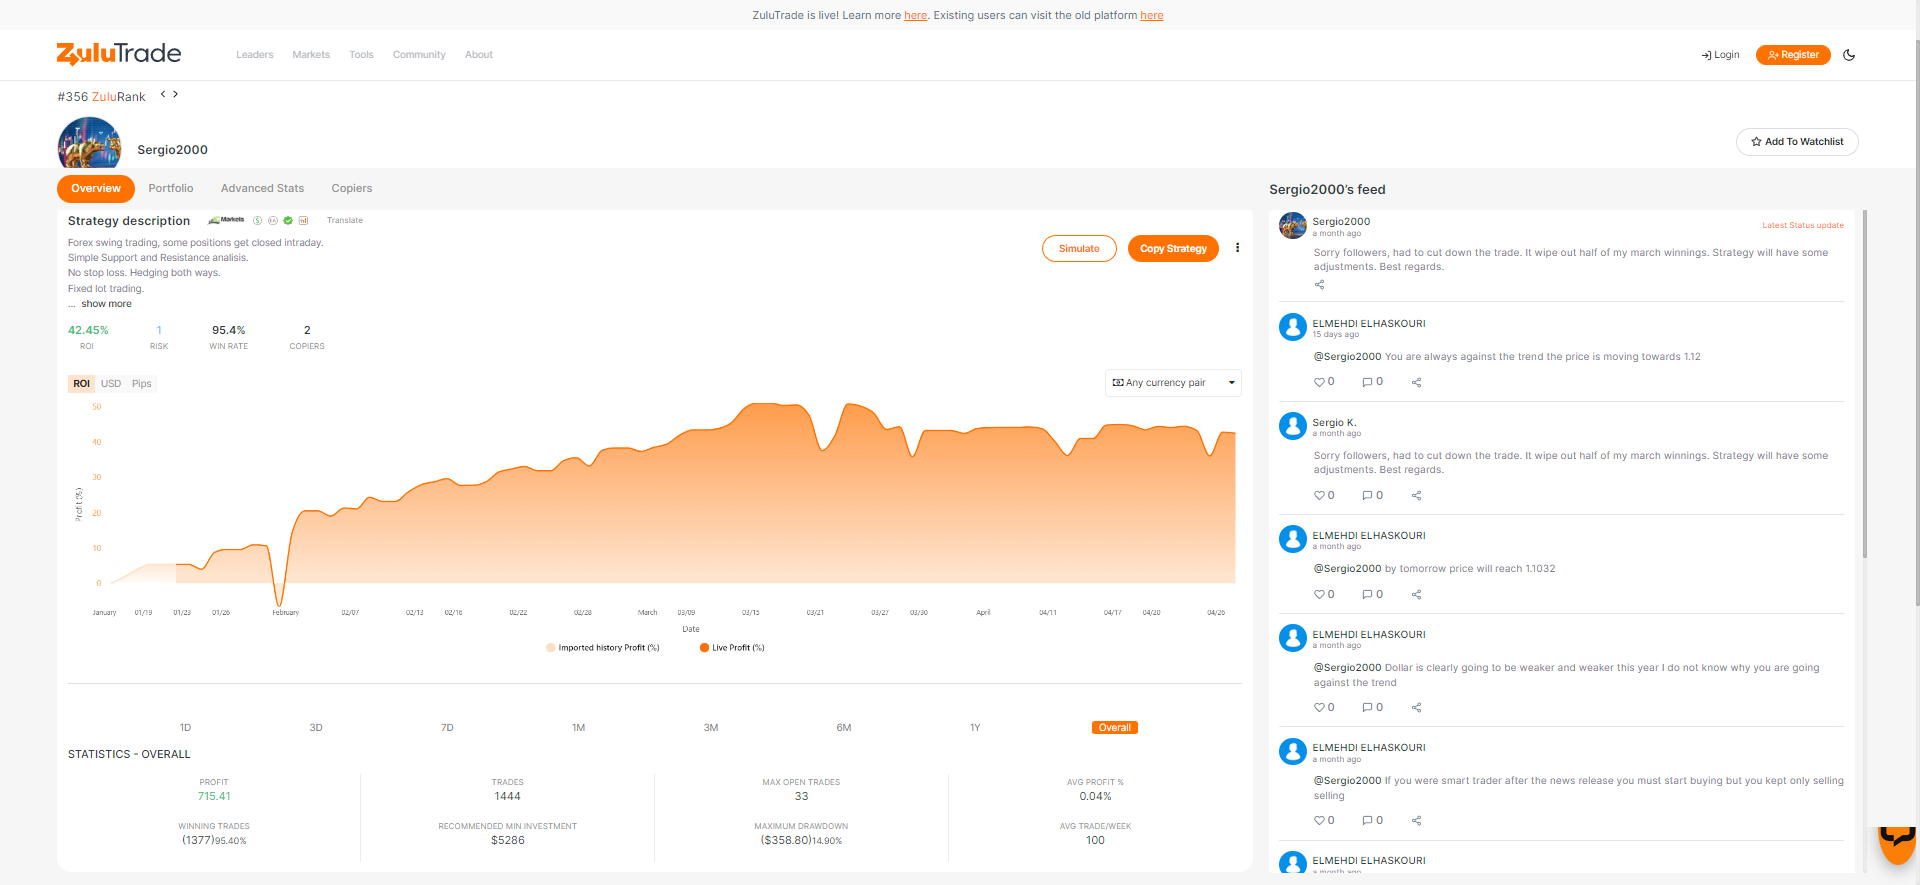 ZuluTrade is live! Learn more here. Existing users can visit the old platform here
ZuluTrade
Leaders
Markets
Tools
Community
About
Login
Register
#356 ZuluRank
Sergio2000
Add To Watchlist
Overview
Portfolio
Advanced Stats
Copiers
Strategy description
Markets
Translate
Forex swing trading, some positions get closed intraday.
Simple Support and Resistance analisis.
No stop loss. Hedging both ways.
Fixed lot trading.
... show more
Simulate
Copy Strategy
42.45%
1
95.4%
2
ROI
RISK
WIN RATE
COPIERS
ROI
USD
Pips
Any currency pair
50
40
30
20
10
0
Profit (%)
January
01/19
01/23
01/26
February
02/07
02/13
02/16
02/22
02/28
March
03/09
03/15
03/21
03/27
03/30
April
04/11
04/17
04/20
04/26
Date
Imported history Profit (%)
Live Profit (%)
1D
3D
7D
1M
3M
6M
1Y
Overall
STATISTICS - OVERALL
PROFIT
715.41
TRADES
1444
MAX OPEN TRADES
33
AVG PROFIT %
0.04%
WINNING TRADES
(1377)95.40%
RECOMMENDED MIN INVESTMENT
$5286
MAXIMUM DRAWDOWN
($358.80)14.90%
AVG TRADE/WEEK
100
Sergio2000's feed
Sergio2000
a month ago
Latest Status update
Sorry followers, had to cut down the trade. It wipe out half of my march winnings. Strategy will have some
adjustments. Best regards.
ELMEHDI ELHASKOURI
15 days ago
@Sergio2000 You are always against the trend the price is moving towards 1.12
0
0
Sergio K.
a month ago
Sorry followers, had to cut down the trade. It wipe out half of my march winnings. Strategy will have some
adjustments. Best regards.
0
0
ELMEHDI ELHASKOURI
a month ago
@Sergio2000 by tomorrow price will reach 1.1032
0
0
ELMEHDI ELHASKOURI
a month ago
@Sergio2000 Dollar is clearly going to be weaker and weaker this year I do not know why you are going
against the trend
0
0
ELMEHDI ELHASKOURI
a month ago
@Sergio2000 If you were smart trader after the news release you must start buying but you kept only selling
selling
0
0
ELMEHDI ELHASKOURI
a month ago